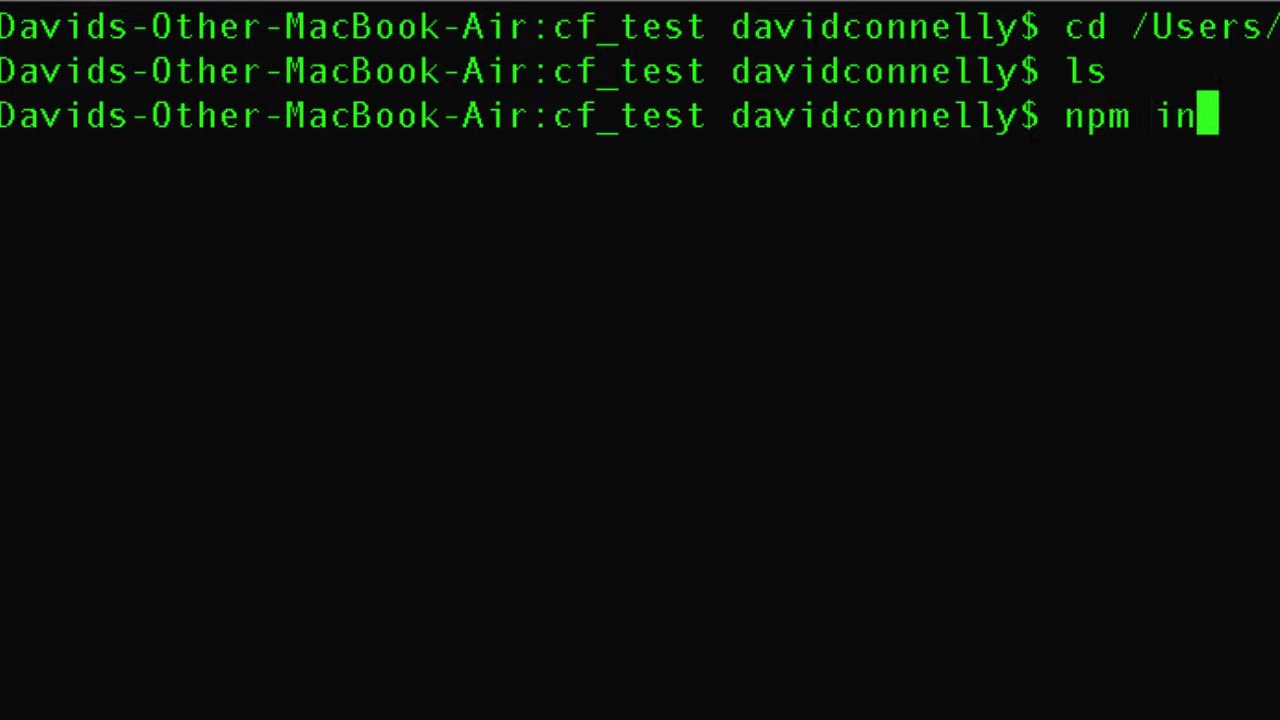 Davids-Other-MacBook-Air:cf_test davidconnelly$ cd /Users/
Davids-Other-MacBook-Air:cf_test davidconnelly$ ls
Davids-Other-MacBook-Air:cf_test davidconnelly$ npm in